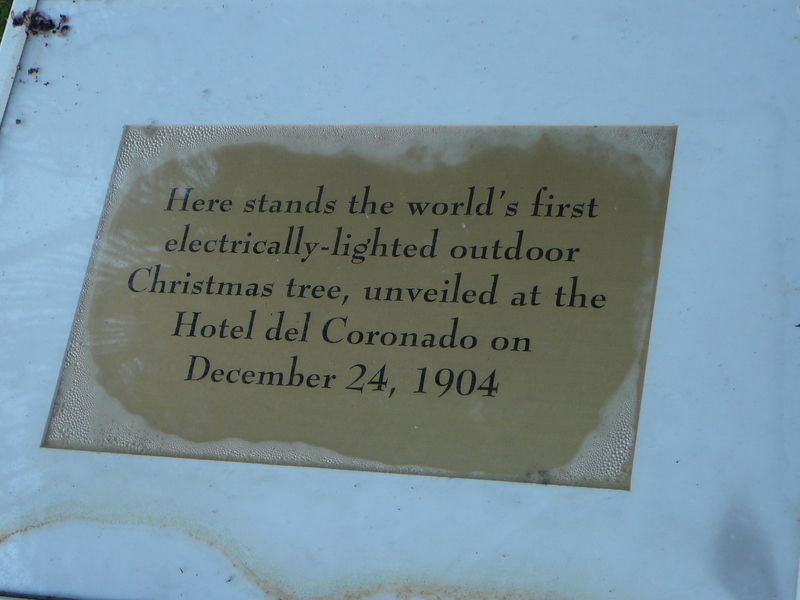 Here stands the world's first
electrically-lighted outdoor
Christmas tree, unveiled at the
Hotel del Coronado on
December 24, 1904